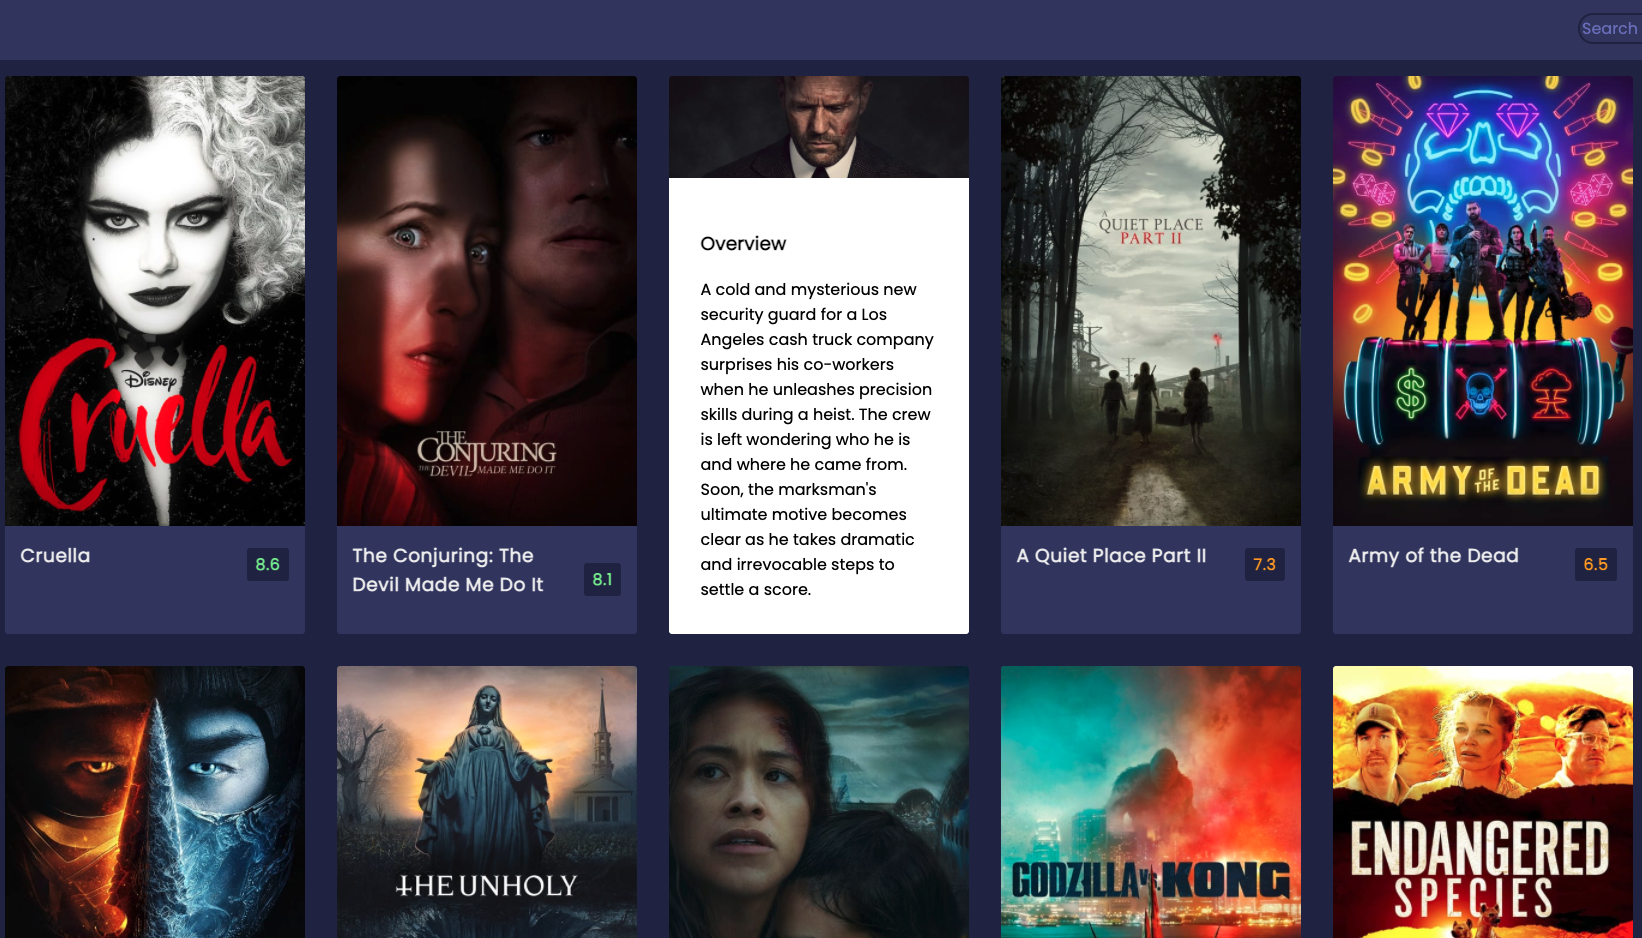 Search
Disney
Cruella
THE
CONJURING
THE DEVIL MADE ME DO IT
Overview
A cold and mysterious new
security guard for a Los
Angeles cash truck company
surprises his co-workers
when he unleashes precision
skills during a heist. The crew
is left wondering who he is
and where he came from.
Soon, the marksman's
ultimate motive becomes
clear as he takes dramatic
and irrevocable steps to
settle a score.
A
QUIET PLACE
PART II
$
ARMY OF THE DEAD
Cruella
8.6
The Conjuring: The
Devil Made Me Do It
8.1
A Quiet Place Part II
7.3
Army of the Dead
6.5
THE UNHOLY
GODZILLA v. KONG
ENDANGERED
SPECIES